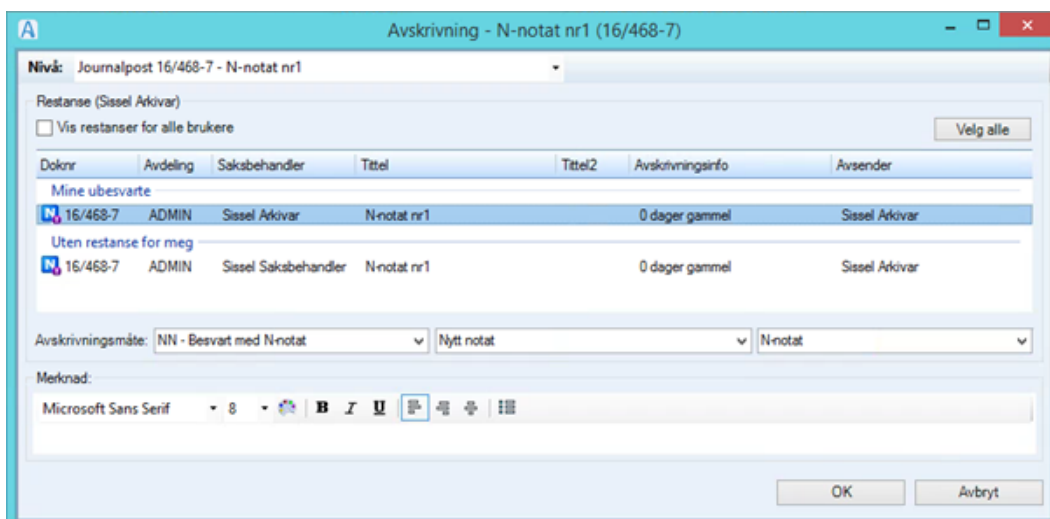 A Avskrivning - N-notat nr1 (16/468-7)
Nivå: Journalpost 16/468-7 - N-notat nr1
Restanse (Sissel Arkivar)
Vis restanser for alle brukere Velg alle
Doknr Avdeling Saksbehandler Tittel Tittel2 Avskrivningsinfo Avsender
Mine ubesvarte
N 16/468-7 ADMIN Sissel Arkivar N-notat nr1 0 dager gammel Sissel Arkivar
Uten restanse for meg
N 16/468-7 ADMIN Sissel Saksbehandler N-notat nr1 0 dager gammel Sissel Arkivar
Avskrivningsmåte: NN - Besvart med N-notat Nytt notat N-notat
Merknad:
Microsoft Sans Serif 8 B I U
OK Avbryt